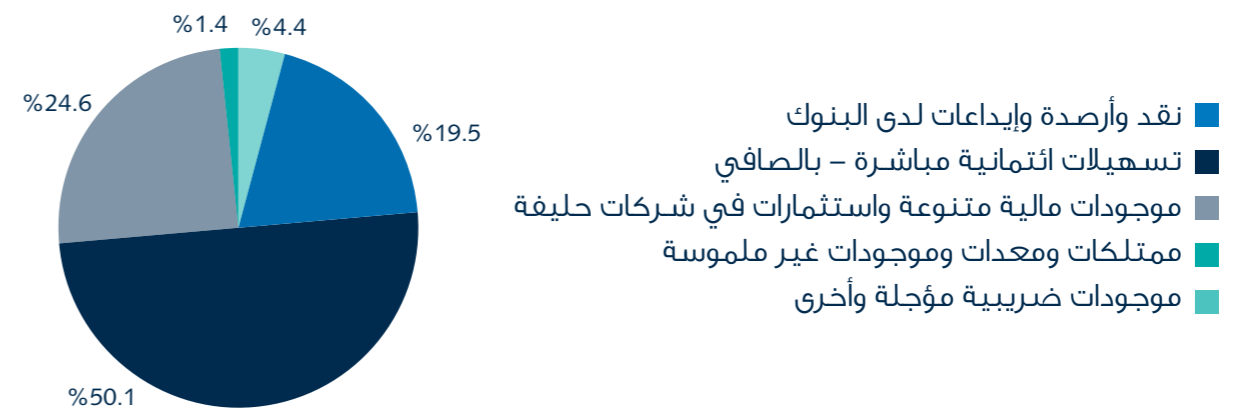 %1.4
%4.4
%24.6
%19.5
%50.1
نقد وأرصدة وإيداعات لدى البنوك
تسهيلات ائتمانية مباشرة – بالصافي
موجودات مالية متنوعة واستثمارات في شركات حليفة
ممتلكات ومعدات وموجودات غير ملموسة
موجودات ضريبية مؤجلة وأخرى